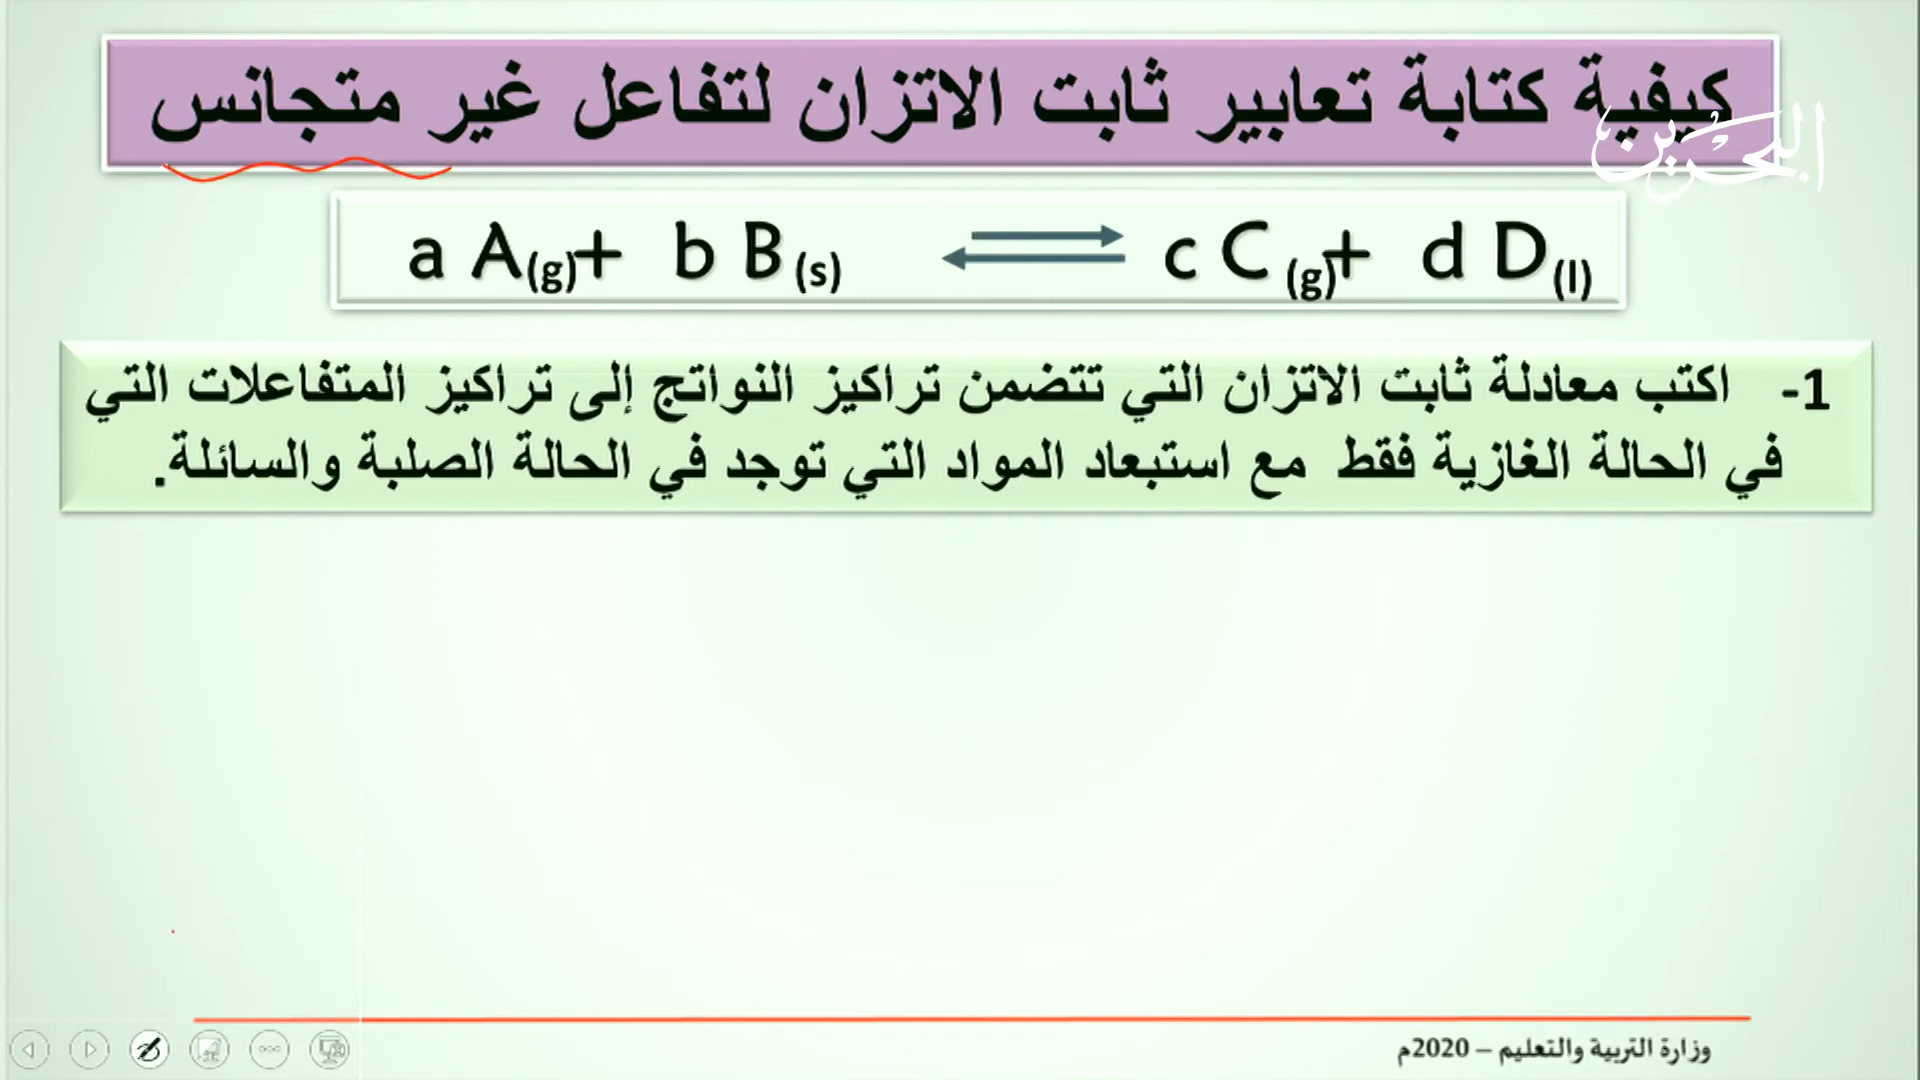 كيفية كتابة تعابير ثابت الاتزان لتفاعل غير متجانس
البحرين
a A(g)+ b B(s) ⇌ c C(g)+ d D(l)
1- اكتب معادلة ثابت الاتزان التي تتضمن تراكيز النواتج إلى تراكيز المتفاعلات التي
في الحالة الغازية فقط مع استبعاد المواد التي توجد في الحالة الصلبة والسائلة.
وزارة التربية والتعليم – 2020م